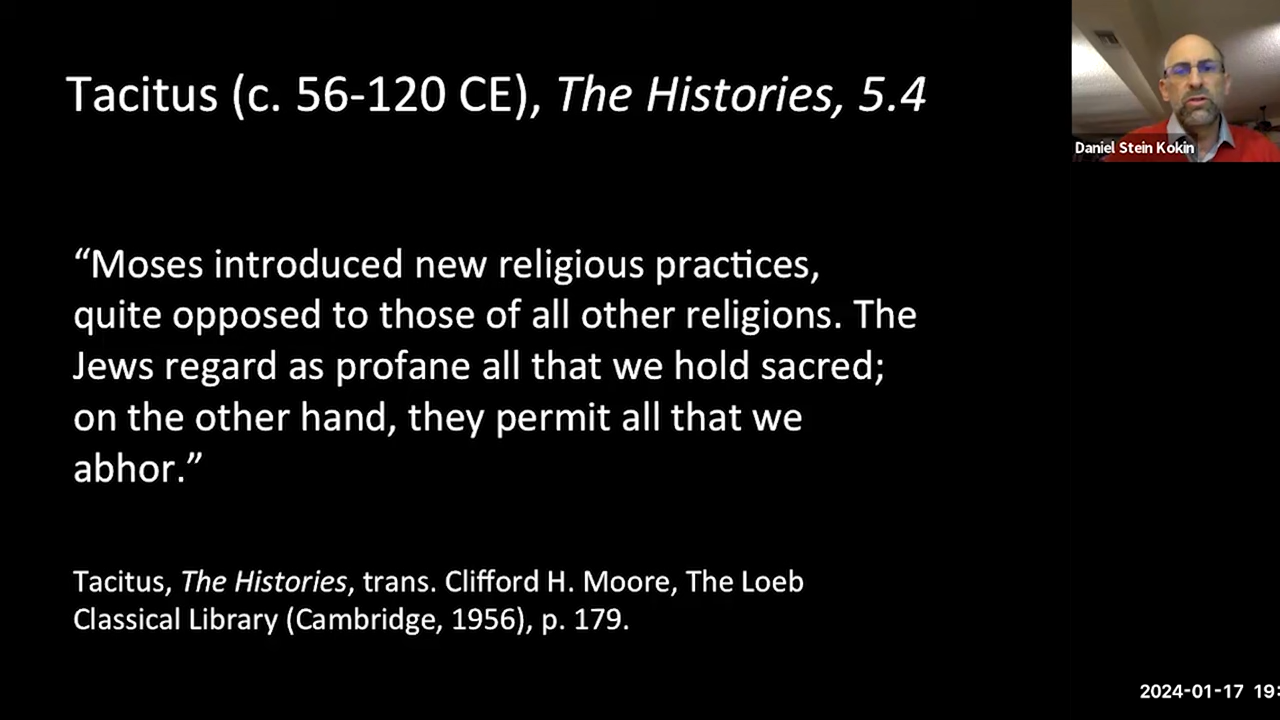 Tacitus (c. 56-120 CE), The Histories, 5.4
Daniel Stein Kokin
“Moses introduced new religious practices,
quite opposed to those of all other religions. The
Jews regard as profane all that we hold sacred;
on the other hand, they permit all that we
abhor.”
Tacitus, The Histories, trans. Clifford H. Moore, The Loeb
Classical Library (Cambridge, 1956), p. 179.
2024-01-17 19: